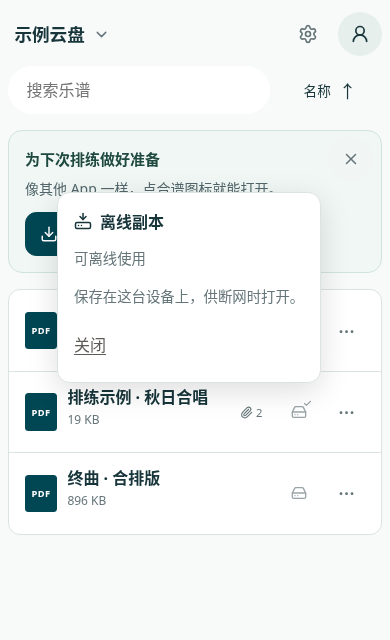 示例云盘
搜索乐谱
名称
为下次排练做好准备
像其他 App 一样，点合谱图标就能打开。
离线副本
可离线使用
保存在这台设备上，供断网时打开。
关闭
PDF
PDF
排练示例 · 秋日合唱
19 KB
2
PDF
终曲 · 合排版
896 KB